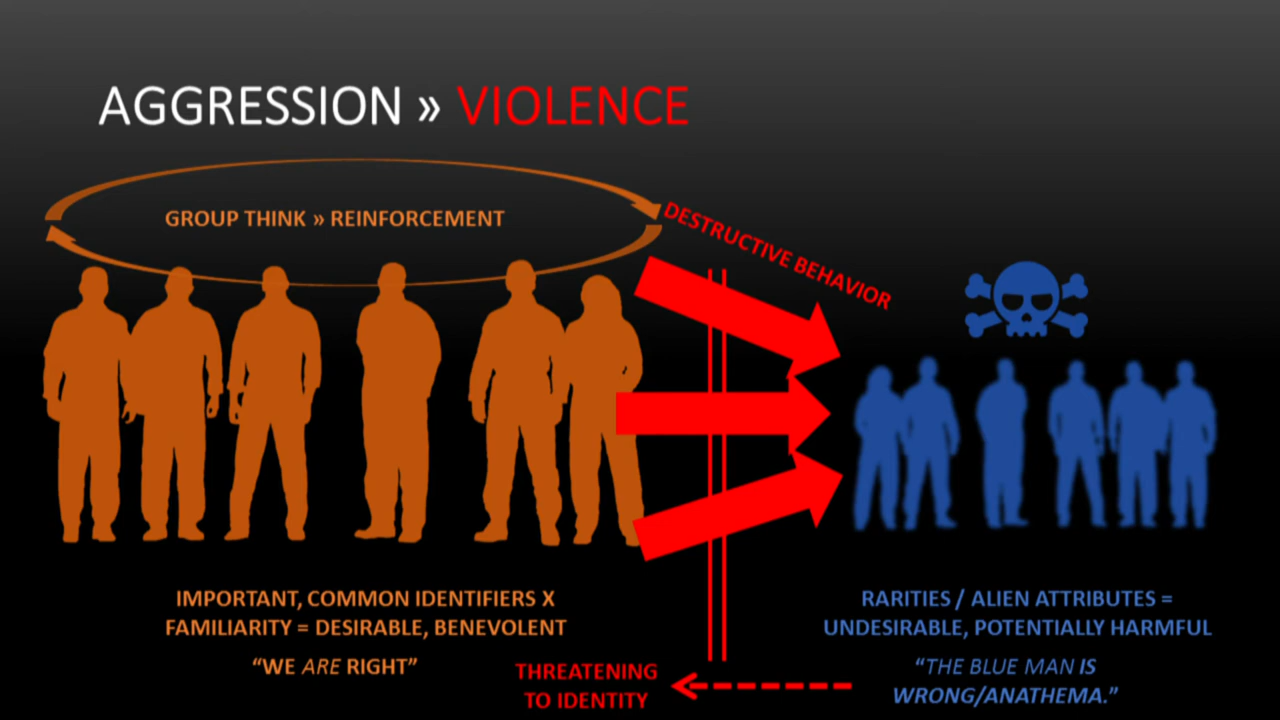 AGGRESSION » VIOLENCE
GROUP THINK » REINFORCEMENT
DESTRUCTIVE BEHAVIOR
IMPORTANT, COMMON IDENTIFIERS X
FAMILIARITY = DESIRABLE, BENEVOLENT
“WE ARE RIGHT”
RARITIES / ALIEN ATTRIBUTES =
UNDESIRABLE, POTENTIALLY HARMFUL
“THE BLUE MAN IS
WRONG/ANATHEMA.”
THREATENING
TO IDENTITY